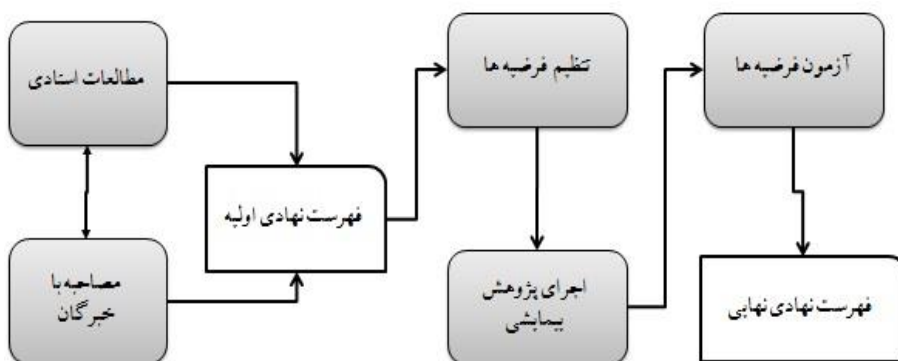 مطالعات اسنادی
مصاحبه با
خبرگان
فهرست نهادی اولیه
تنظیم فرضیه ها
اجرای پژوهش
پیمایشی
آزمون فرضیه ها
فهرست نهادی نهایی